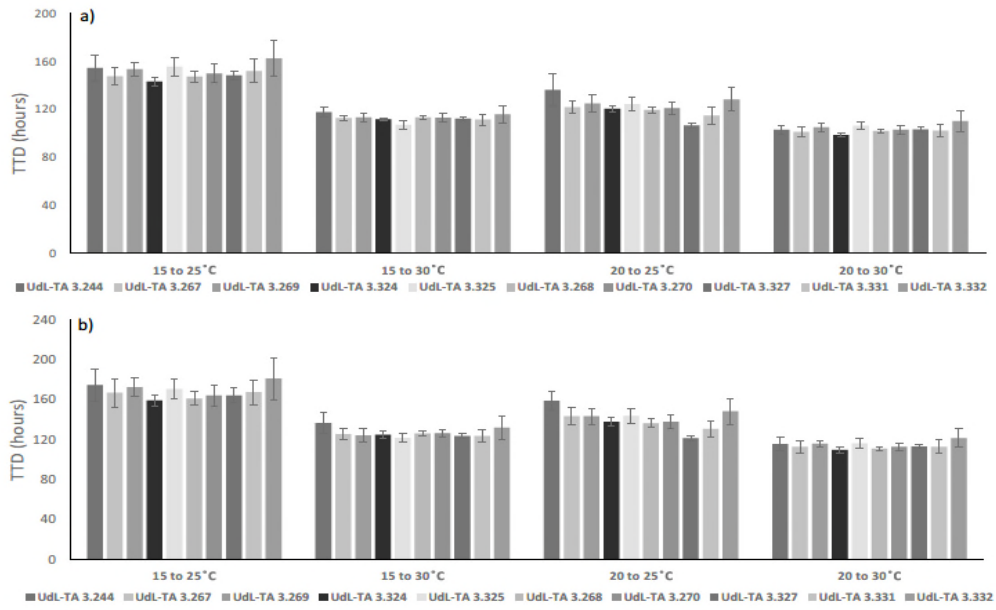 a)
TTD (hours)
200
160
120
80
40
0
15 to 25˚C 15 to 30˚C 20 to 25˚C 20 to 30˚C
UdL-TA 3.244 UdL-TA 3.267 UdL-TA 3.269 UdL-TA 3.324 UdL-TA 3.325 UdL-TA 3.268 UdL-TA 3.270 UdL-TA 3.327 UdL-TA 3.331 UdL-TA 3.332
b)
TTD (hours)
240
200
160
120
80
40
0
15 to 25˚C 15 to 30˚C 20 to 25˚C 20 to 30˚C
UdL-TA 3.244 UdL-TA 3.267 UdL-TA 3.269 UdL-TA 3.324 UdL-TA 3.325 UdL-TA 3.268 UdL-TA 3.270 UdL-TA 3.327 UdL-TA 3.331 UdL-TA 3.332